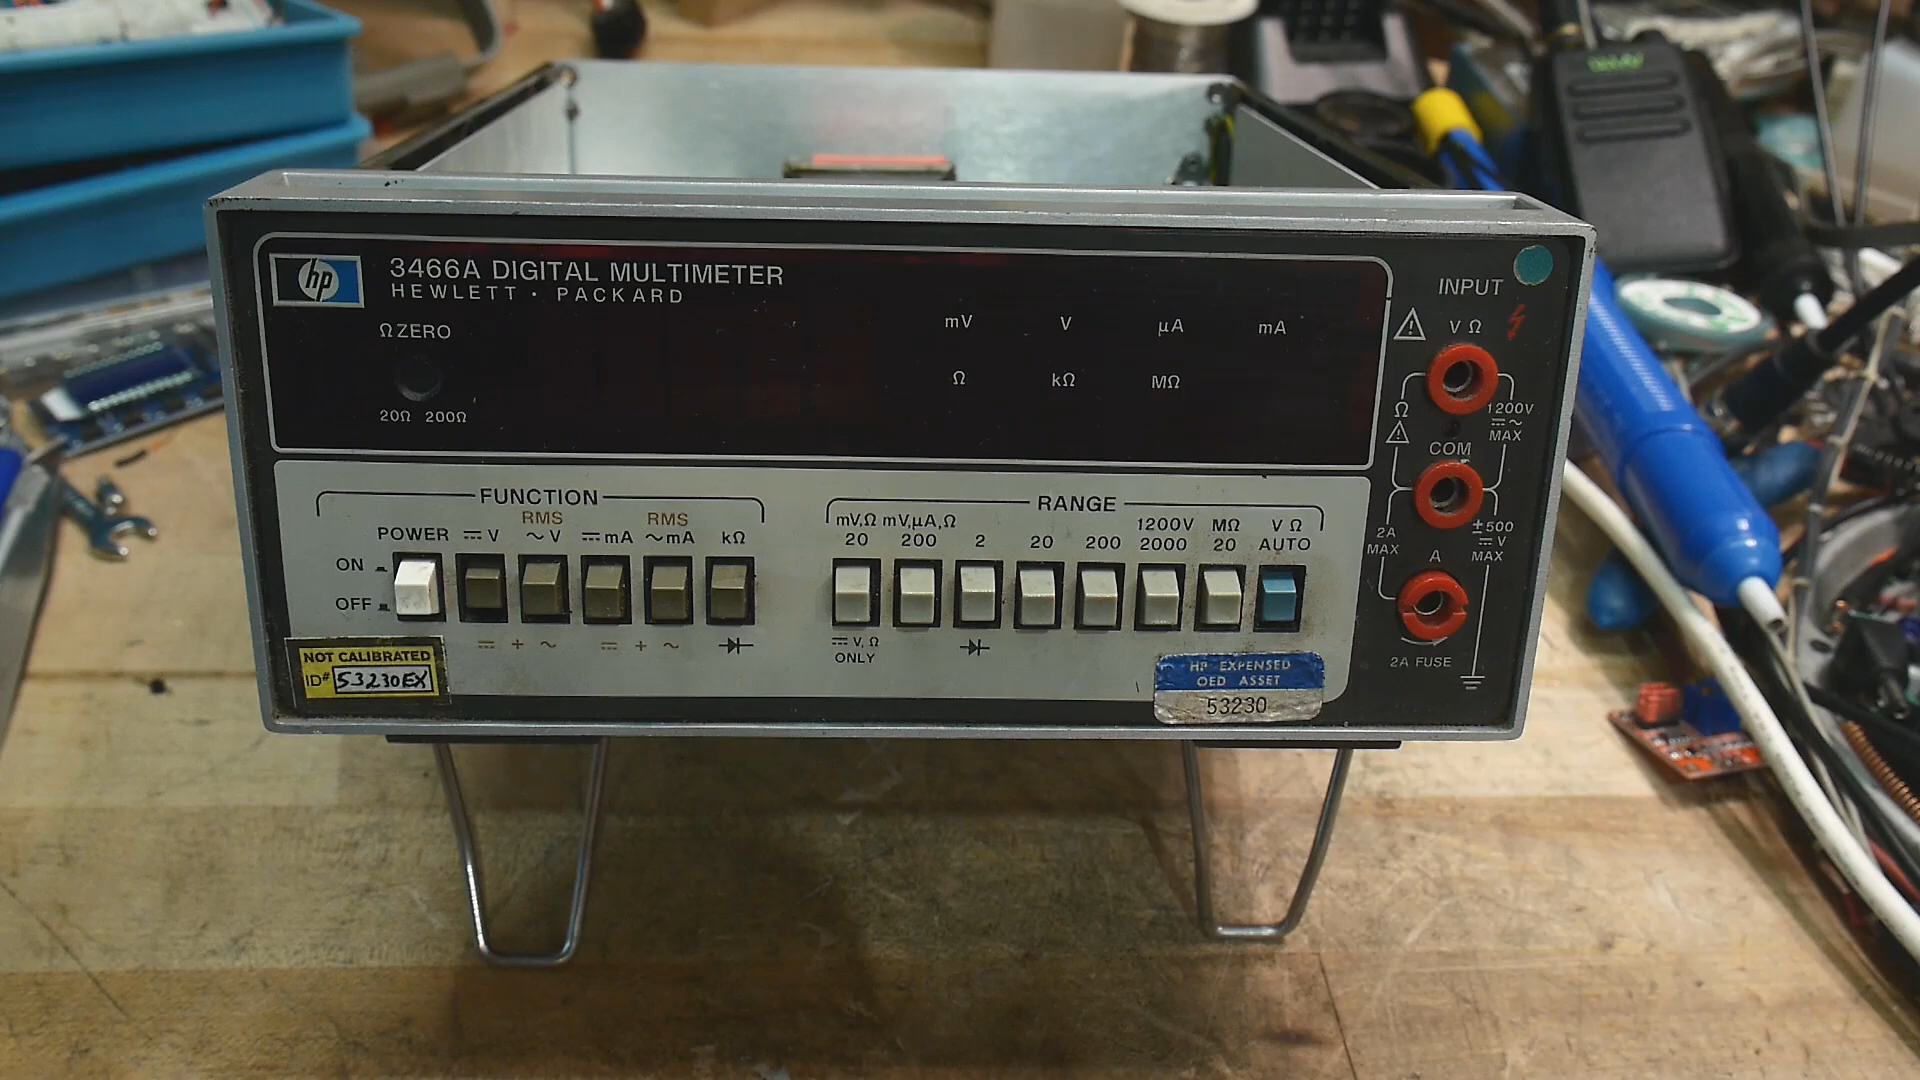 hp
3466A DIGITAL MULTIMETER
HEWLETT · PACKARD
Ω ZERO
20Ω 200Ω
mV V µA mA
Ω kΩ MΩ
INPUT
V Ω
Ω
1200V
MAX
COM
2A
MAX
±500
V
MAX
A
2A FUSE
FUNCTION
POWER
ON
OFF
V
RMS
~ V
mA
RMS
~ mA
kΩ
+ ~
+ ~
RANGE
mV,Ω mV,µA,Ω 1200V MΩ V Ω
20 200 2 20 200 2000 20 AUTO
V, Ω
ONLY
NOT CALIBRATED
ID# 53230EX
HP EXPENSED
OED ASSET
53230